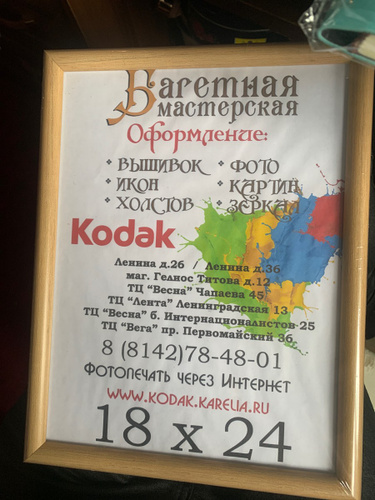 Багетная
мастерская
Оформление:
* ВЫШИВОК * ФОТО
* ИКОН * КАРТИН
* ХОЛСТОВ * ЗЕРКАЛ
Kodak
Ленина д.26 / Ленина д.36
маг. Гелиос Титова д.12
ТЦ "Весна" Чапаева 45
ТЦ "Лента" Ленинградская 13
ТЦ "Весна" б. Интернационалистов 25
ТЦ "Вега" пр. Первомайский 36
8 (8142)78-48-01
Фотопечать через Интернет
WWW.KODAK.KARELIA.RU
18 x 24